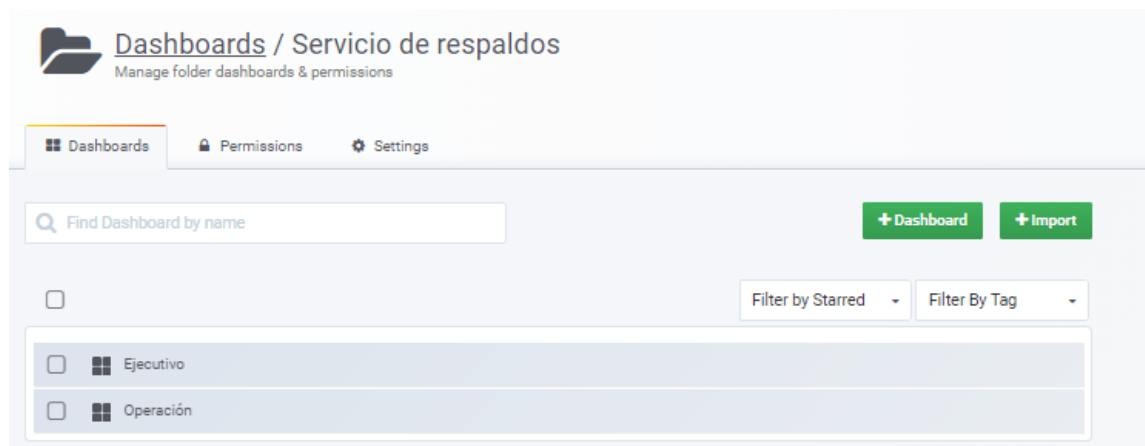 Dashboards / Servicio de respaldos
Manage folder dashboards & permissions
Dashboards Permissions Settings
Find Dashboard by name
+Dashboard +Import
Filter by Starred Filter By Tag
Ejecutivo
Operación